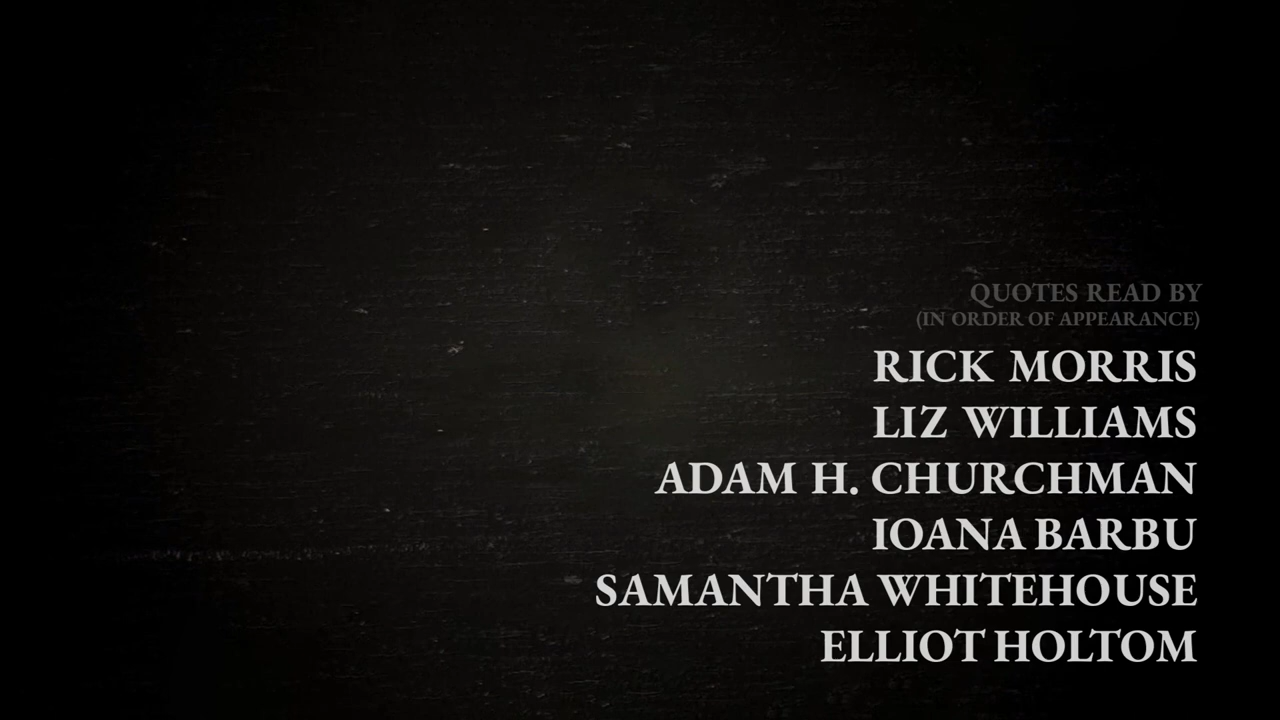 QUOTES READ BY
(IN ORDER OF APPEARANCE)
RICK MORRIS
LIZ WILLIAMS
ADAM H. CHURCHMAN
IOANA BARBU
SAMANTHA WHITEHOUSE
ELLIOT HOLTOM